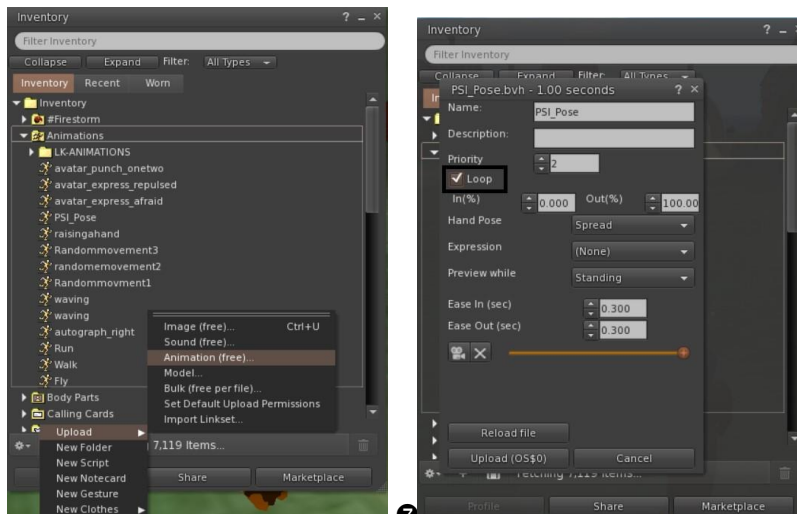 Inventory ? _ ×
Filter Inventory
Collapse Expand Filter: All Types
Inventory Recent Worn
Inventory
#Firestorm
Animations
LK-ANIMATIONS
avatar_punch_onetwo
avatar_express_repulsed
avatar_express_afraid
PSI_Pose
raisingahand
Randommovement3
randomemovement2
Randommovment1
waving
waving
autograph_right
Run
Walk
Fly
Body Parts
Calling Cards
Image (free)... Ctrl+U
Sound (free)...
Animation (free)...
Model...
Bulk (free per file)...
Set Default Upload Permissions
Import Linkset...
Upload
New Folder
New Script
New Notecard
New Gesture
New Clothes
7,119 Items...
Share Marketplace
7
Inventory ? _
Filter Inventory
Collapse Expand Filter: All Types
PSI_Pose.bvh - 1.00 seconds ? ×
Name: PSI_Pose
Description:
Priority 2
Loop
In(%) 0.000 Out(%) 100.00
Hand Pose Spread
Expression (None)
Preview while Standing
Ease In (sec) 0.300
Ease Out (sec) 0.300
Reload file
Upload (OS$0) Cancel
Fetching 7,119 Items...
Profile Share Marketplace